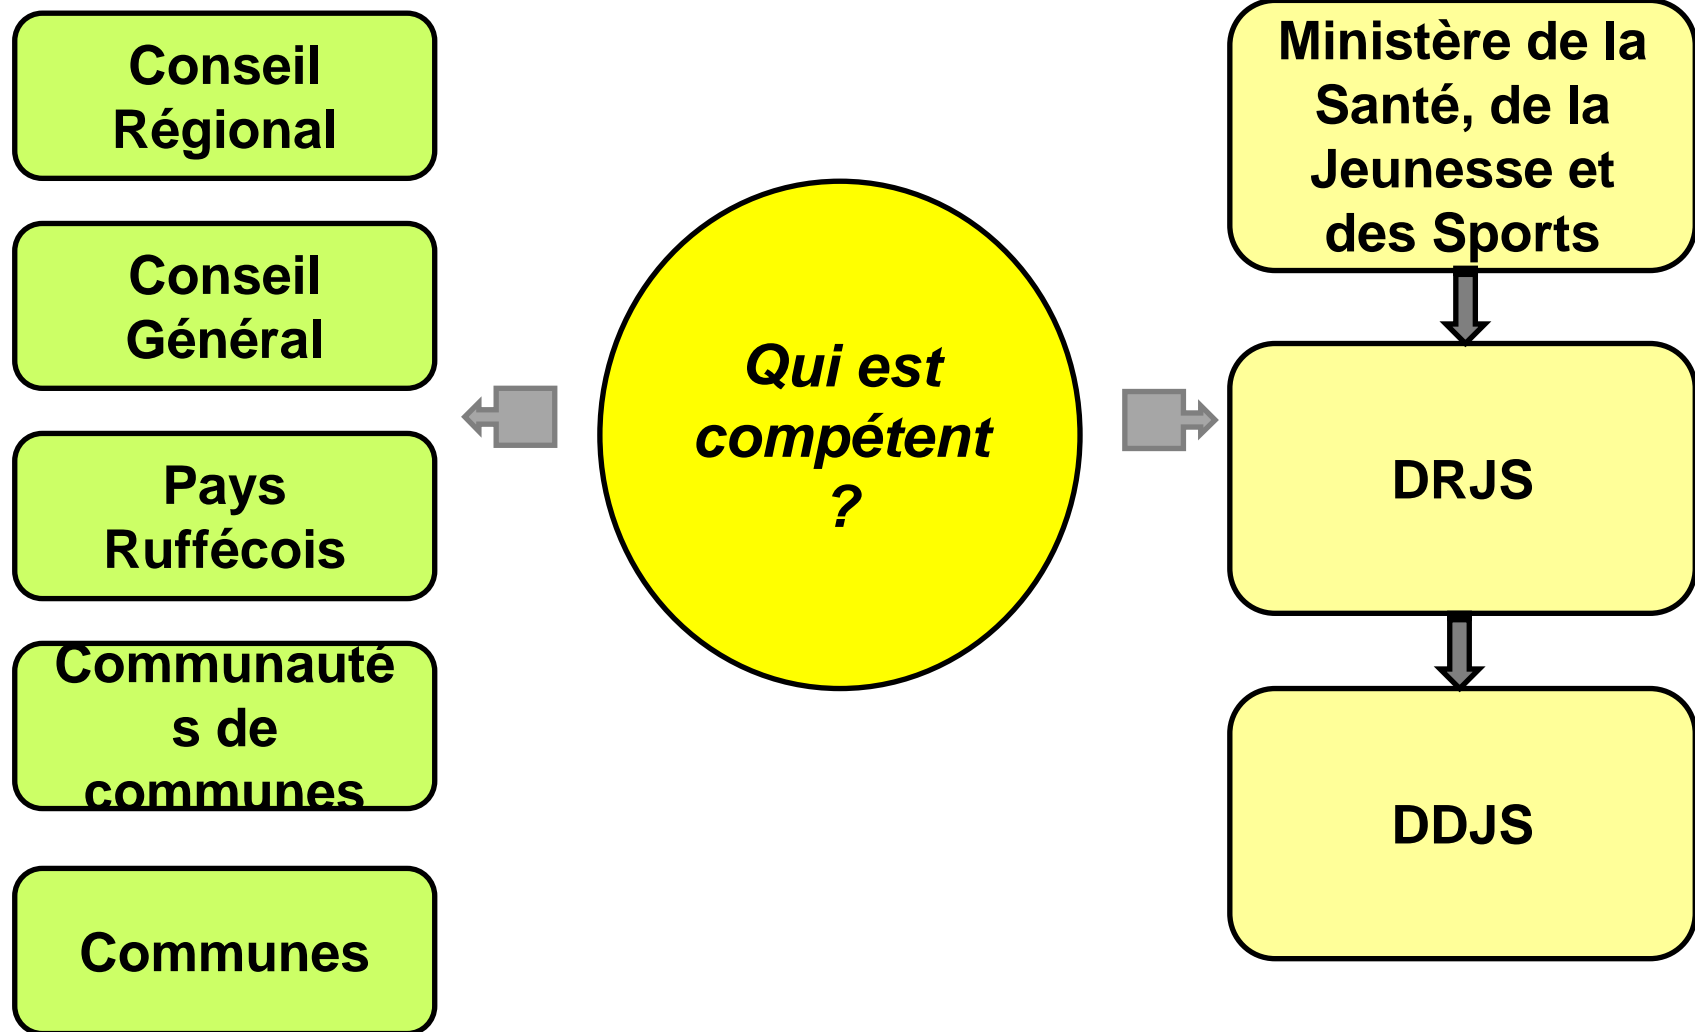 Conseil
Régional
Conseil
Général
Pays
Ruffécois
Communauté
s de
communes
Communes
Qui est
compétent
?
Ministère de la
Santé, de la
Jeunesse et
des Sports
DRJS
DDJS